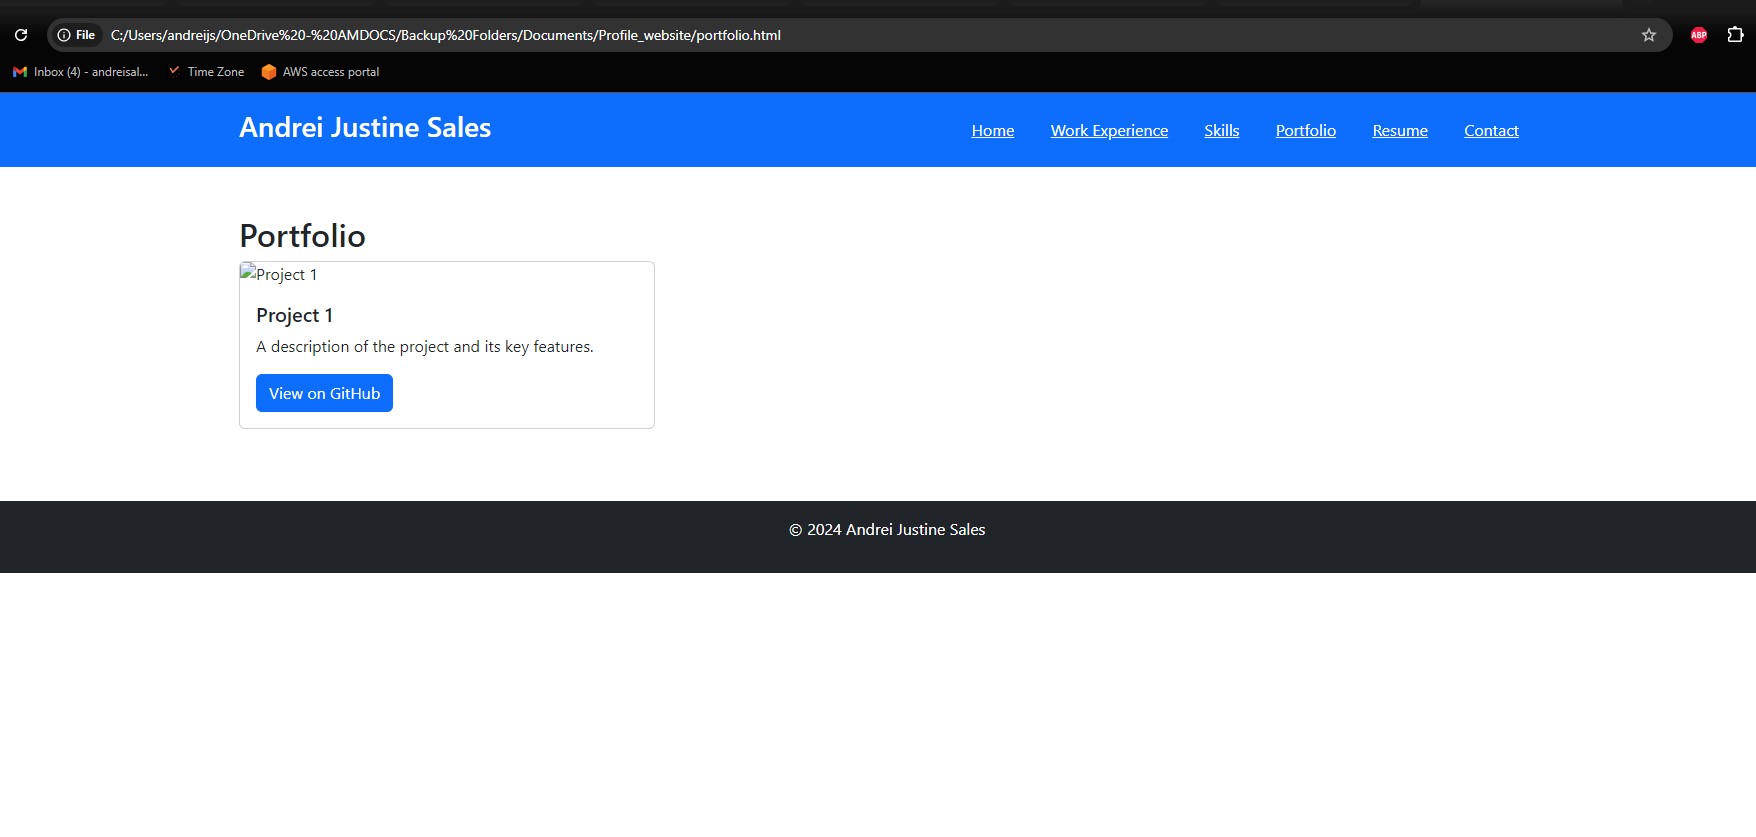 File C:/Users/andreijs/OneDrive%20-%20AMDOCS/Backup%20Folders/Documents/Profile_website/portfolio.html ABP
Inbox (4) - andreisal... Time Zone AWS access portal
Andrei Justine Sales Home Work Experience Skills Portfolio Resume Contact
Portfolio
Project 1
Project 1
A description of the project and its key features.
View on GitHub
© 2024 Andrei Justine Sales